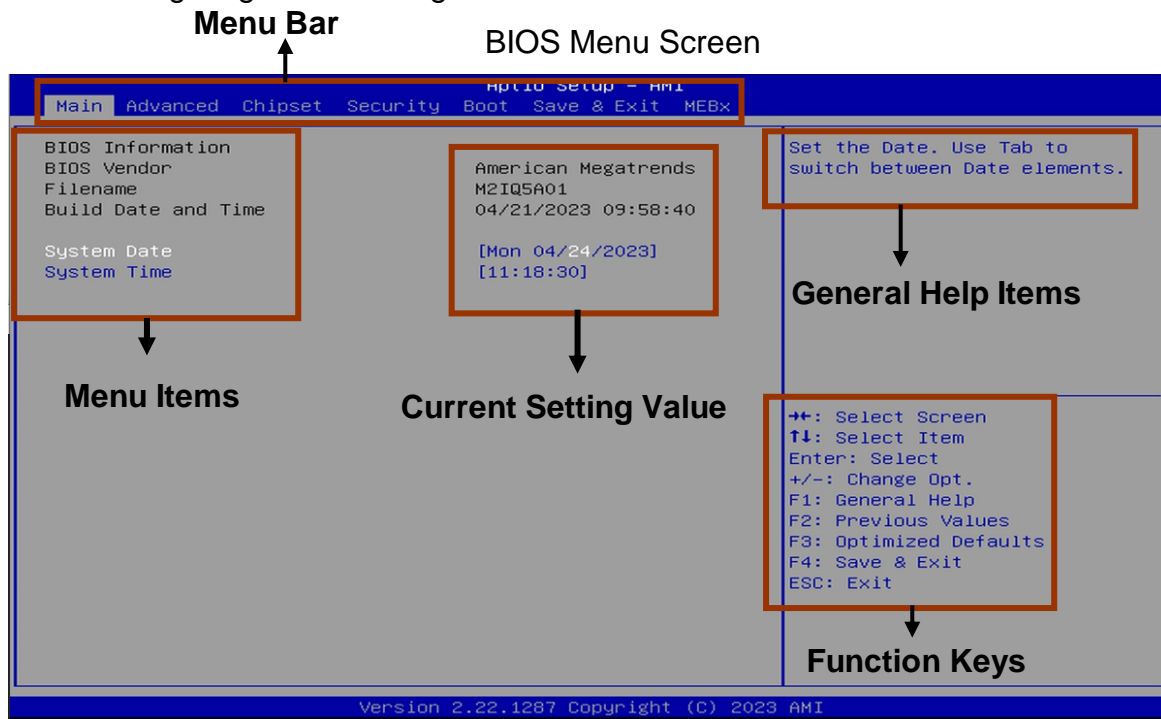 Menu Bar
BIOS Menu Screen
Aptio Setup - AMI
Main Advanced Chipset Security Boot Save & Exit MEBx
BIOS Information
BIOS Vendor American Megatrends
Filename M2IQ5A01
Build Date and Time 04/21/2023 09:58:40
System Date [Mon 04/24/2023]
System Time [11:18:30]
Set the Date. Use Tab to
switch between Date elements.
General Help Items
Menu Items
Current Setting Value
→←: Select Screen
↑↓: Select Item
Enter: Select
+/-: Change Opt.
F1: General Help
F2: Previous Values
F3: Optimized Defaults
F4: Save & Exit
ESC: Exit
Function Keys
Version 2.22.1287 Copyright (C) 2023 AMI